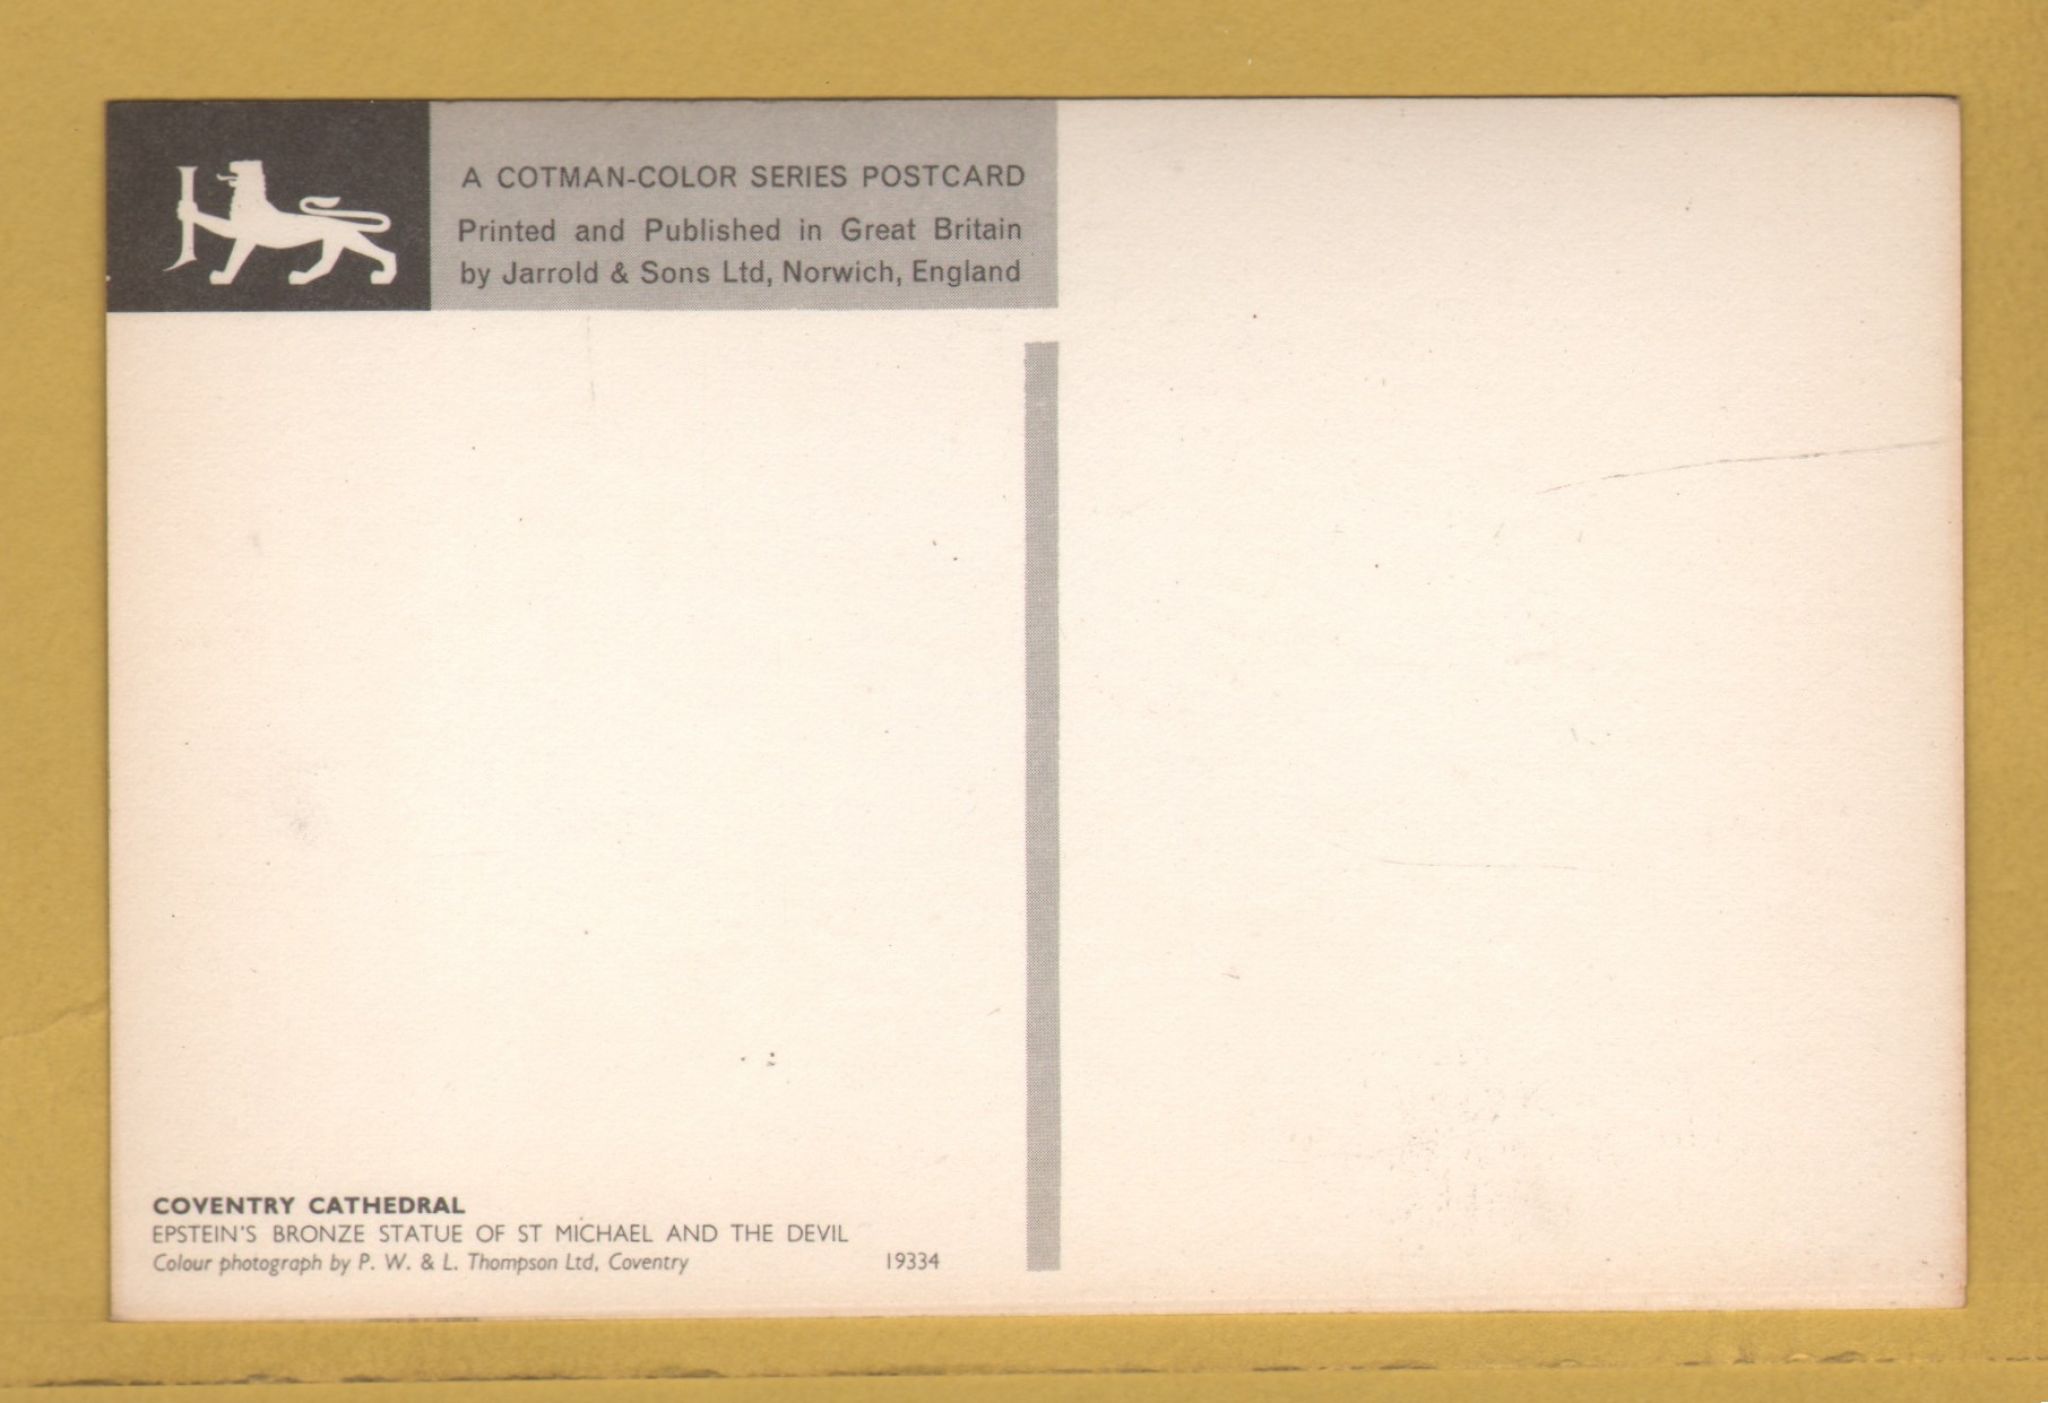 A COTMAN-COLOR SERIES POSTCARD
Printed and Published in Great Britain
by Jarrold & Sons Ltd, Norwich, England
COVENTRY CATHEDRAL
EPSTEIN'S BRONZE STATUE OF ST MICHAEL AND THE DEVIL
Colour photograph by P. W. & L. Thompson Ltd, Coventry 19334